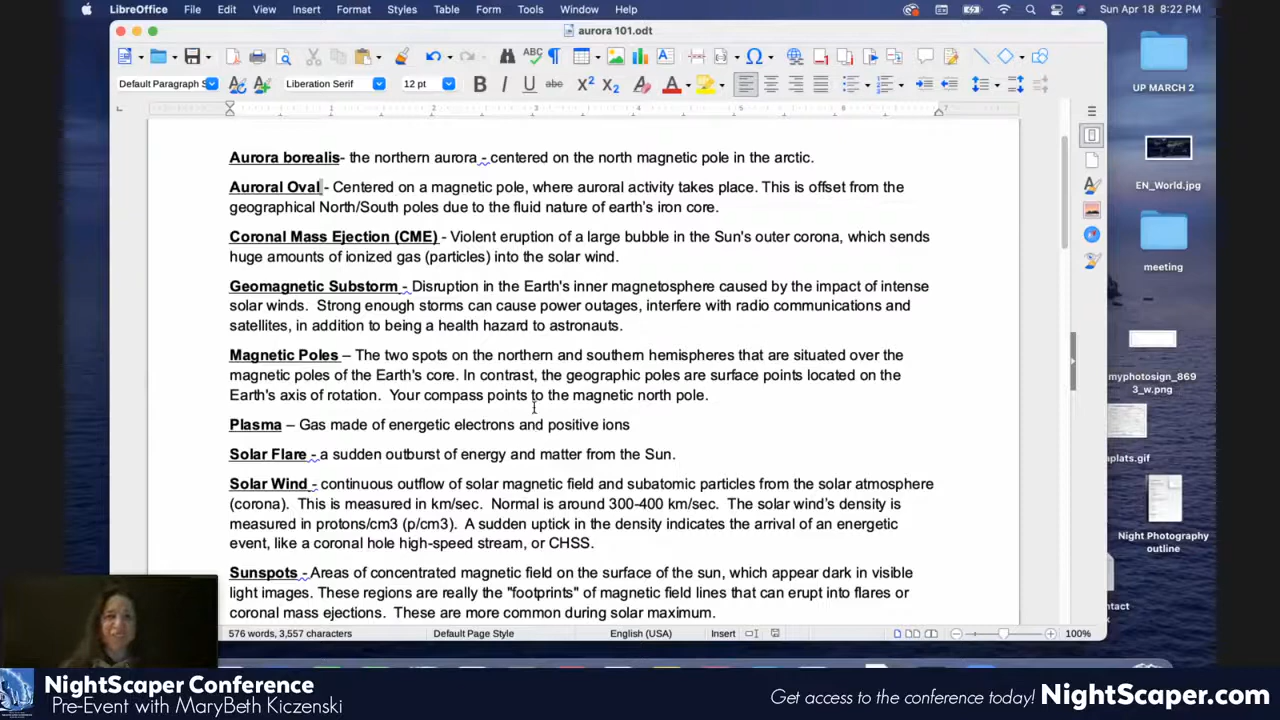 LibreOffice File Edit View Insert Format Styles Table Form Tools Window Help Sun Apr 18 8:22 PM
aurora 101.odt
Default Paragraph S Liberation Serif 12 pt
1 2 3 4 5 6 7
Aurora borealis- the northern aurora - centered on the north magnetic pole in the arctic.
Auroral Oval - Centered on a magnetic pole, where auroral activity takes place. This is offset from the
geographical North/South poles due to the fluid nature of earth's iron core.
Coronal Mass Ejection (CME) - Violent eruption of a large bubble in the Sun's outer corona, which sends
huge amounts of ionized gas (particles) into the solar wind.
Geomagnetic Substorm - Disruption in the Earth's inner magnetosphere caused by the impact of intense
solar winds. Strong enough storms can cause power outages, interfere with radio communications and
satellites, in addition to being a health hazard to astronauts.
Magnetic Poles – The two spots on the northern and southern hemispheres that are situated over the
magnetic poles of the Earth's core. In contrast, the geographic poles are surface points located on the
Earth's axis of rotation. Your compass points to the magnetic north pole.
Plasma – Gas made of energetic electrons and positive ions
Solar Flare - a sudden outburst of energy and matter from the Sun.
Solar Wind - continuous outflow of solar magnetic field and subatomic particles from the solar atmosphere
(corona). This is measured in km/sec. Normal is around 300-400 km/sec. The solar wind's density is
measured in protons/cm3 (p/cm3). A sudden uptick in the density indicates the arrival of an energetic
event, like a coronal hole high-speed stream, or CHSS.
Sunspots - Areas of concentrated magnetic field on the surface of the sun, which appear dark in visible
light images. These regions are really the "footprints" of magnetic field lines that can erupt into flares or
coronal mass ejections. These are more common during solar maximum.
576 words, 3,557 characters Default Page Style English (USA) Insert 100%
UP MARCH 2
EN_World.jpg
meeting
myphotosign_869
3_w.png
aplats.gif
Night Photography
outline
ntact
NightScaper Conference
Pre-Event with MaryBeth Kiczenski
Get access to the conference today! NightScaper.com